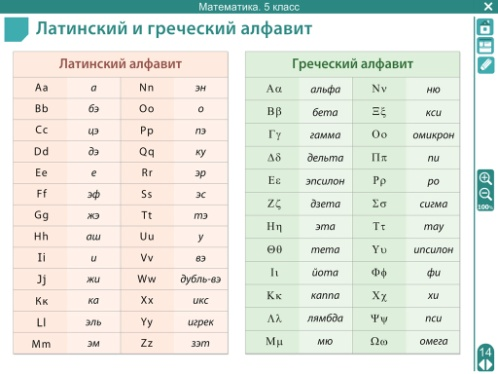 Математика. 5 класс
Латинский и греческий алфавит
Латинский алфавит
Aa а Nn эн
Bb бэ Oo о
Cc цэ Pp пэ
Dd дэ Qq ку
Ee е Rr эр
Ff эф Ss эс
Gg жэ Tt тэ
Hh аш Uu у
Ii и Vv вэ
Jj жи Ww дубль-вэ
Kк ка Xx икс
Ll эль Yy игрек
Mm эм Zz зэт
Греческий алфавит
Αα альфа Νν ню
Ββ бета Ξξ кси
Γγ гамма Οο омикрон
Δδ дельта Ππ пи
Εε эпсилон Ρρ ро
Ζζ дзета Σσ сигма
Ηη эта Ττ тау
Θθ тета Υυ ипсилон
Ιι йота Φϕ фи
Κκ каппа Χχ хи
Λλ лямбда Ψψ пси
Μμ мю Ωω омега
100%
14